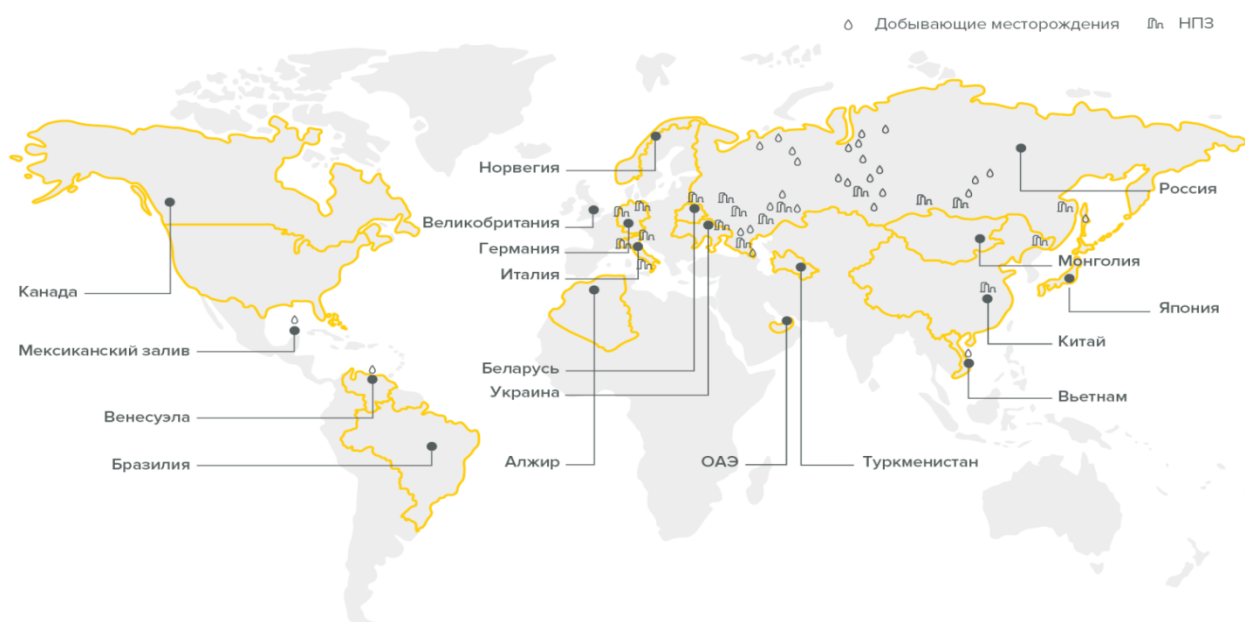 Добывающие месторождения
НПЗ
Норвегия
Россия
Великобритания
Германия
Монголия
Италия
Канада
Япония
Китай
Мексиканский залив
Беларусь
Украина
Вьетнам
Венесуэла
Бразилия
Алжир
ОАЭ
Туркменистан